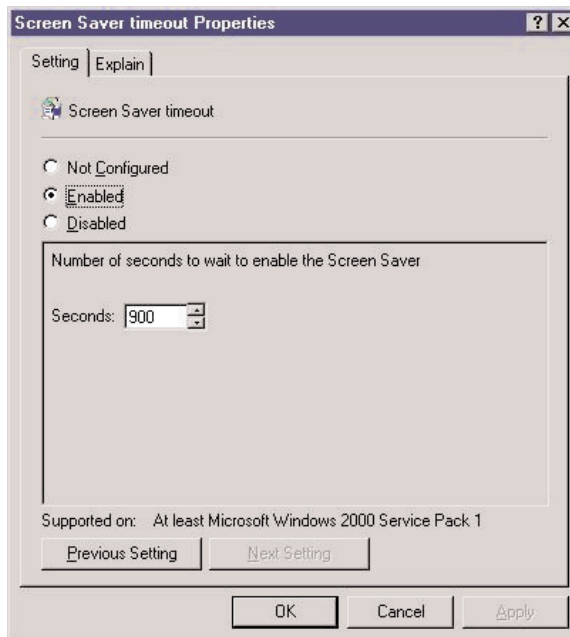 Screen Saver timeout Properties
Setting
Explain
Screen Saver timeout
Not Configured
Enabled
Disabled
Number of seconds to wait to enable the Screen Saver
Seconds: 900
Supported on: At least Microsoft Windows 2000 Service Pack 1
Previous Setting
Next Setting
OK
Cancel
Apply